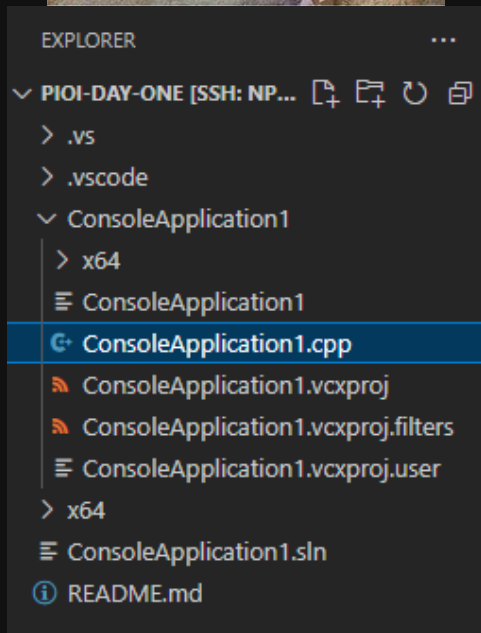 EXPLORER
PIOI-DAY-ONE [SSH: NP...
.vs
.vscode
ConsoleApplication1
x64
ConsoleApplication1
ConsoleApplication1.cpp
ConsoleApplication1.vcxproj
ConsoleApplication1.vcxproj.filters
ConsoleApplication1.vcxproj.user
x64
ConsoleApplication1.sln
README.md